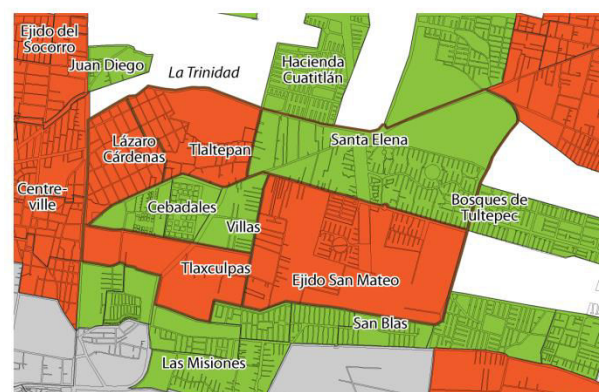 Ejido del
Socorro
Juan Diego
La Trinidad
Hacienda
Cuatitlán
Lázaro
Cárdenas
Tlaltepan
Santa Elena
Centre-
ville
Cebadales
Villas
Bosques de
Tultepec
Tlaxculpas
Ejido San Mateo
San Blas
Las Misiones